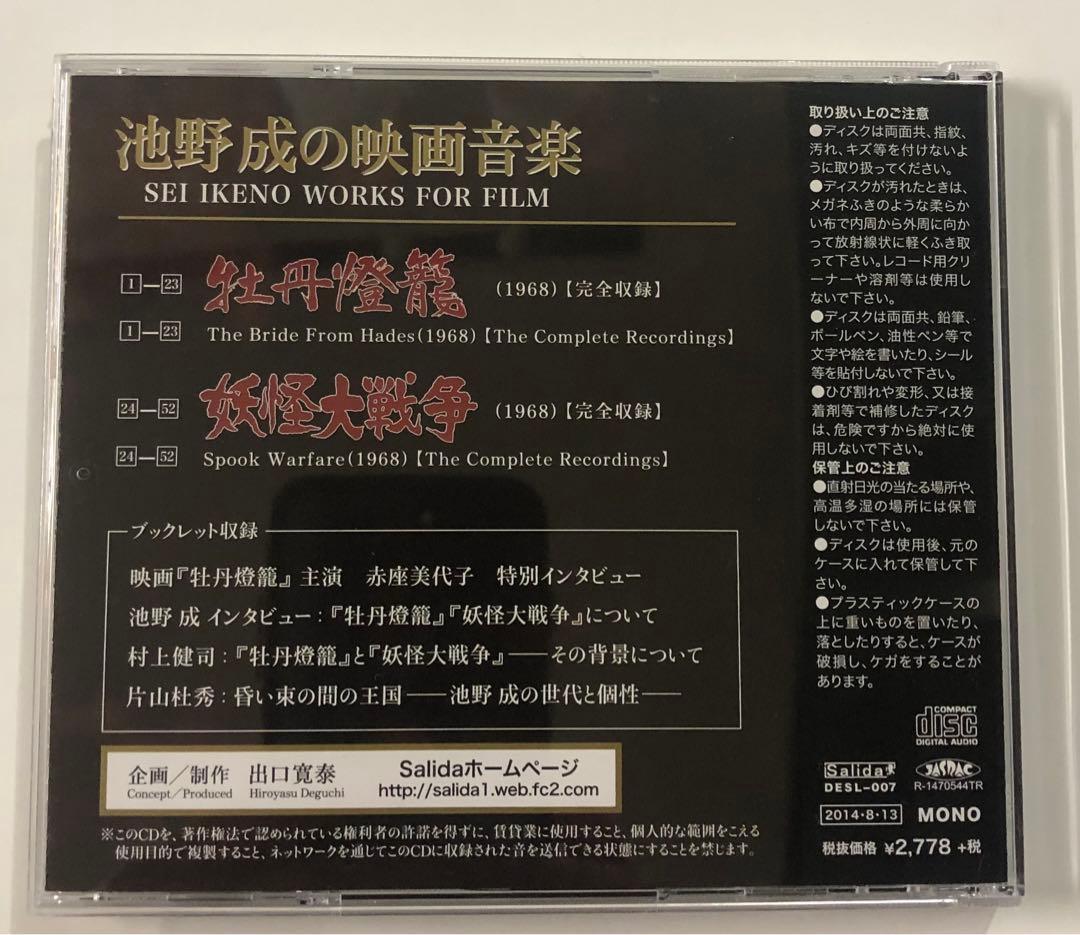 池野 成の映画音楽
SEI IKENO WORKS FOR FILM
1—23 牡丹燈籠 (1968)【完全収録】
1—23 The Bride From Hades(1968)【The Complete Recordings】
24—52 妖怪大戦争 (1968)【完全収録】
24—52 Spook Warfare(1968)【The Complete Recordings】
ブックレット収録
映画『牡丹燈籠』主演 赤座美代子 特別インタビュー
池野 成 インタビュー:『牡丹燈籠』『妖怪大戦争』について
村上健司:『牡丹燈籠』と『妖怪大戦争』——その背景について
片山杜秀:昏い束の間の王国——池野 成の世代と個性——
企画/制作 出口寛泰
Concept/Produced Hiroyasu Deguchi
Salidaホームページ
http://salida1.web.fc2.com
※このCDを、著作権法で認められている権利者の許諾を得ずに、賃貸業に使用すること、個人的な範囲をこえる
使用目的で複製すること、ネットワークを通じてこのCDに収録された音を送信できる状態にすることを禁じます。
取り扱い上のご注意
●ディスクは両面共、指紋、
汚れ、キズ等を付けないよ
うに取り扱ってください。
●ディスクが汚れたときは、
メガネふきのような柔らか
い布で内周から外周に向か
って放射線状に軽くふき取
って下さい。レコード用クリ
ーナーや溶剤等は使用し
ないで下さい。
●ディスクは両面共、鉛筆、
ボールペン、油性ペン等で
文字や絵を書いたり、シール
等を貼付しないで下さい。
●ひび割れや変形、又は接
着剤等で補修したディスク
は、危険ですから絶対に使
用しないで下さい。
保管上のご注意
●直射日光の当たる場所や、
高温多湿の場所には保管
しないで下さい。
●ディスクは使用後、元の
ケースに入れて保管して下
さい。
●プラスティックケースの
上に重いものを置いたり、
落としたりすると、ケースが
破損し、ケガをすることが
あります。
COMPACT
disc
DIGITAL AUDIO
Salida
DESL-007
JASRAC
R-1470544TR
2014・8・13 MONO
税抜価格 ¥2,778 +税